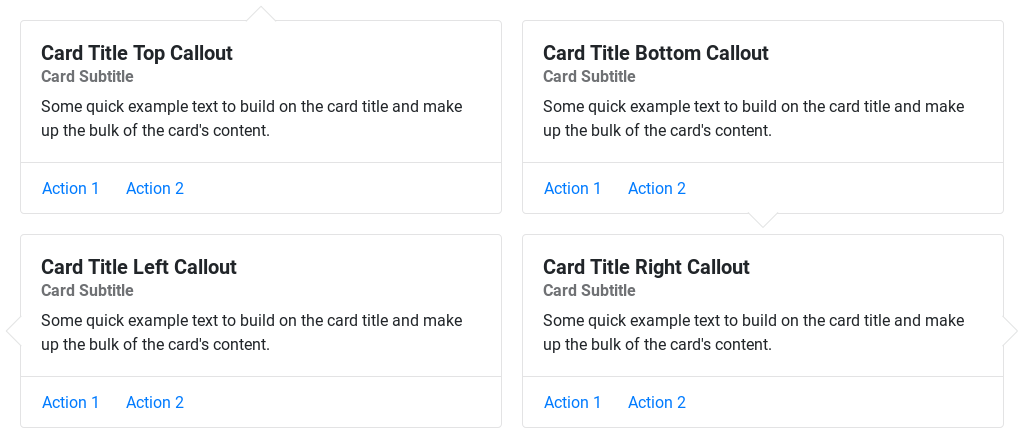 Card Title Top Callout
Card Subtitle
Some quick example text to build on the card title and make
up the bulk of the card's content.
Action 1 Action 2
Card Title Bottom Callout
Card Subtitle
Some quick example text to build on the card title and make
up the bulk of the card's content.
Action 1 Action 2
Card Title Left Callout
Card Subtitle
Some quick example text to build on the card title and make
up the bulk of the card's content.
Action 1 Action 2
Card Title Right Callout
Card Subtitle
Some quick example text to build on the card title and make
up the bulk of the card's content.
Action 1 Action 2